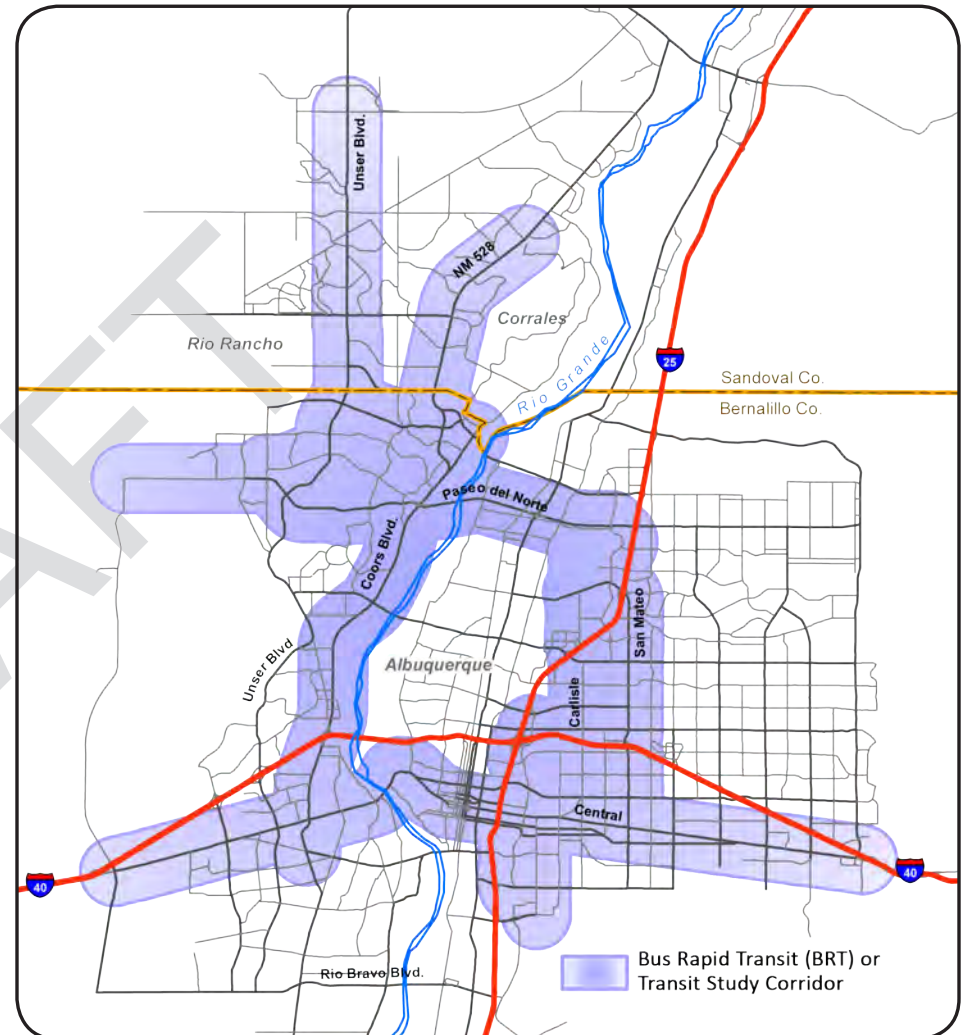 Unser Blvd.
NM 528
Corrales
Rio Rancho
Rio Grande
25
Sandoval Co.
Bernalillo Co.
Paseo del Norte
Coors Blvd.
San Mateo
Unser Blvd
Albuquerque
Carlisle
Central
40
40
Rio Bravo Blvd.
Bus Rapid Transit (BRT) or
Transit Study Corridor